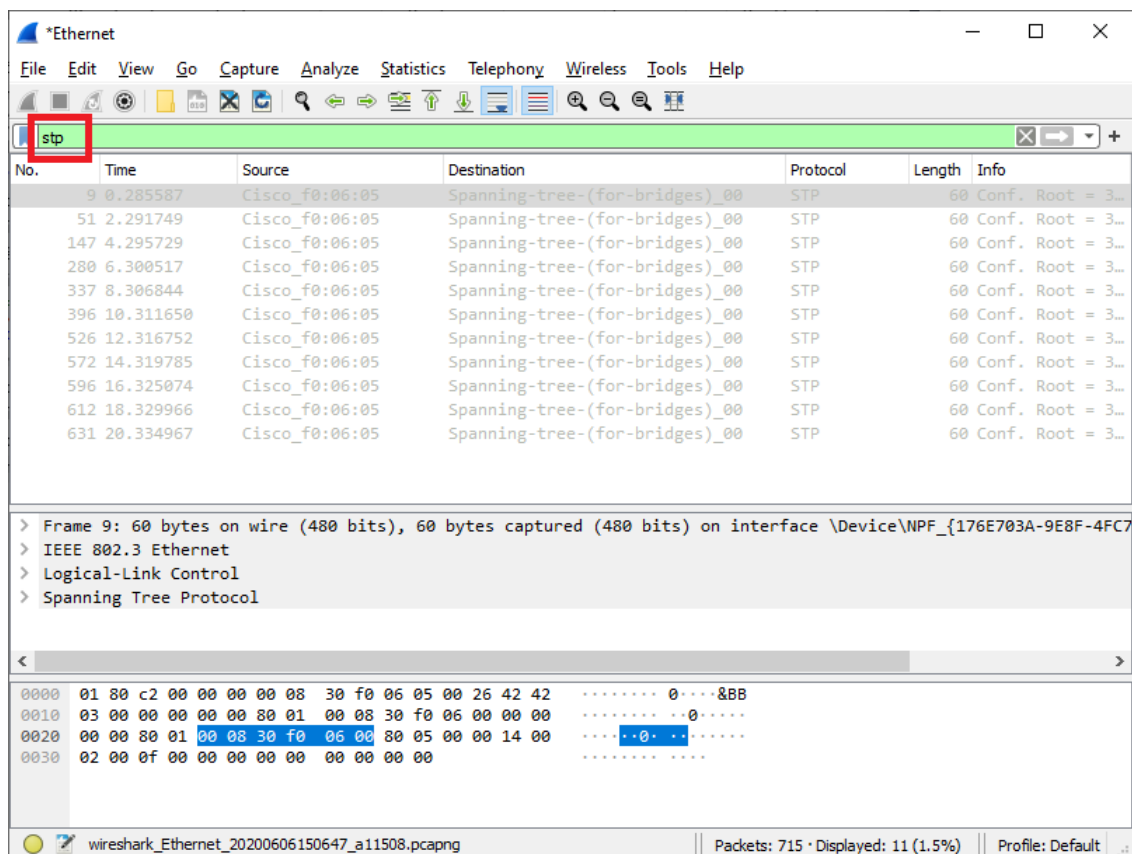 *Ethernet
File Edit View Go Capture Analyze Statistics Telephony Wireless Tools Help
stp
No. Time Source Destination Protocol Length Info
9 0.285587 Cisco_f0:06:05 Spanning-tree-(for-bridges)_00 STP 60 Conf. Root = 3…
51 2.291749 Cisco_f0:06:05 Spanning-tree-(for-bridges)_00 STP 60 Conf. Root = 3…
147 4.295729 Cisco_f0:06:05 Spanning-tree-(for-bridges)_00 STP 60 Conf. Root = 3…
280 6.300517 Cisco_f0:06:05 Spanning-tree-(for-bridges)_00 STP 60 Conf. Root = 3…
337 8.306844 Cisco_f0:06:05 Spanning-tree-(for-bridges)_00 STP 60 Conf. Root = 3…
396 10.311650 Cisco_f0:06:05 Spanning-tree-(for-bridges)_00 STP 60 Conf. Root = 3…
526 12.316752 Cisco_f0:06:05 Spanning-tree-(for-bridges)_00 STP 60 Conf. Root = 3…
572 14.319785 Cisco_f0:06:05 Spanning-tree-(for-bridges)_00 STP 60 Conf. Root = 3…
596 16.325074 Cisco_f0:06:05 Spanning-tree-(for-bridges)_00 STP 60 Conf. Root = 3…
612 18.329966 Cisco_f0:06:05 Spanning-tree-(for-bridges)_00 STP 60 Conf. Root = 3…
631 20.334967 Cisco_f0:06:05 Spanning-tree-(for-bridges)_00 STP 60 Conf. Root = 3…
> Frame 9: 60 bytes on wire (480 bits), 60 bytes captured (480 bits) on interface \Device\NPF_{176E703A-9E8F-4FC7
> IEEE 802.3 Ethernet
> Logical-Link Control
> Spanning Tree Protocol
0000 01 80 c2 00 00 00 00 08 30 f0 06 05 00 26 42 42 ········ 0····&BB
0010 03 00 00 00 00 00 80 01 00 08 30 f0 06 00 00 00 ········ ··0·····
0020 00 00 80 01 00 08 30 f0 06 00 80 05 00 00 14 00 ······0· ········
0030 02 00 0f 00 00 00 00 00 00 00 00 00 ········ ····
wireshark_Ethernet_20200606150647_a11508.pcapng Packets: 715 · Displayed: 11 (1.5%) Profile: Default